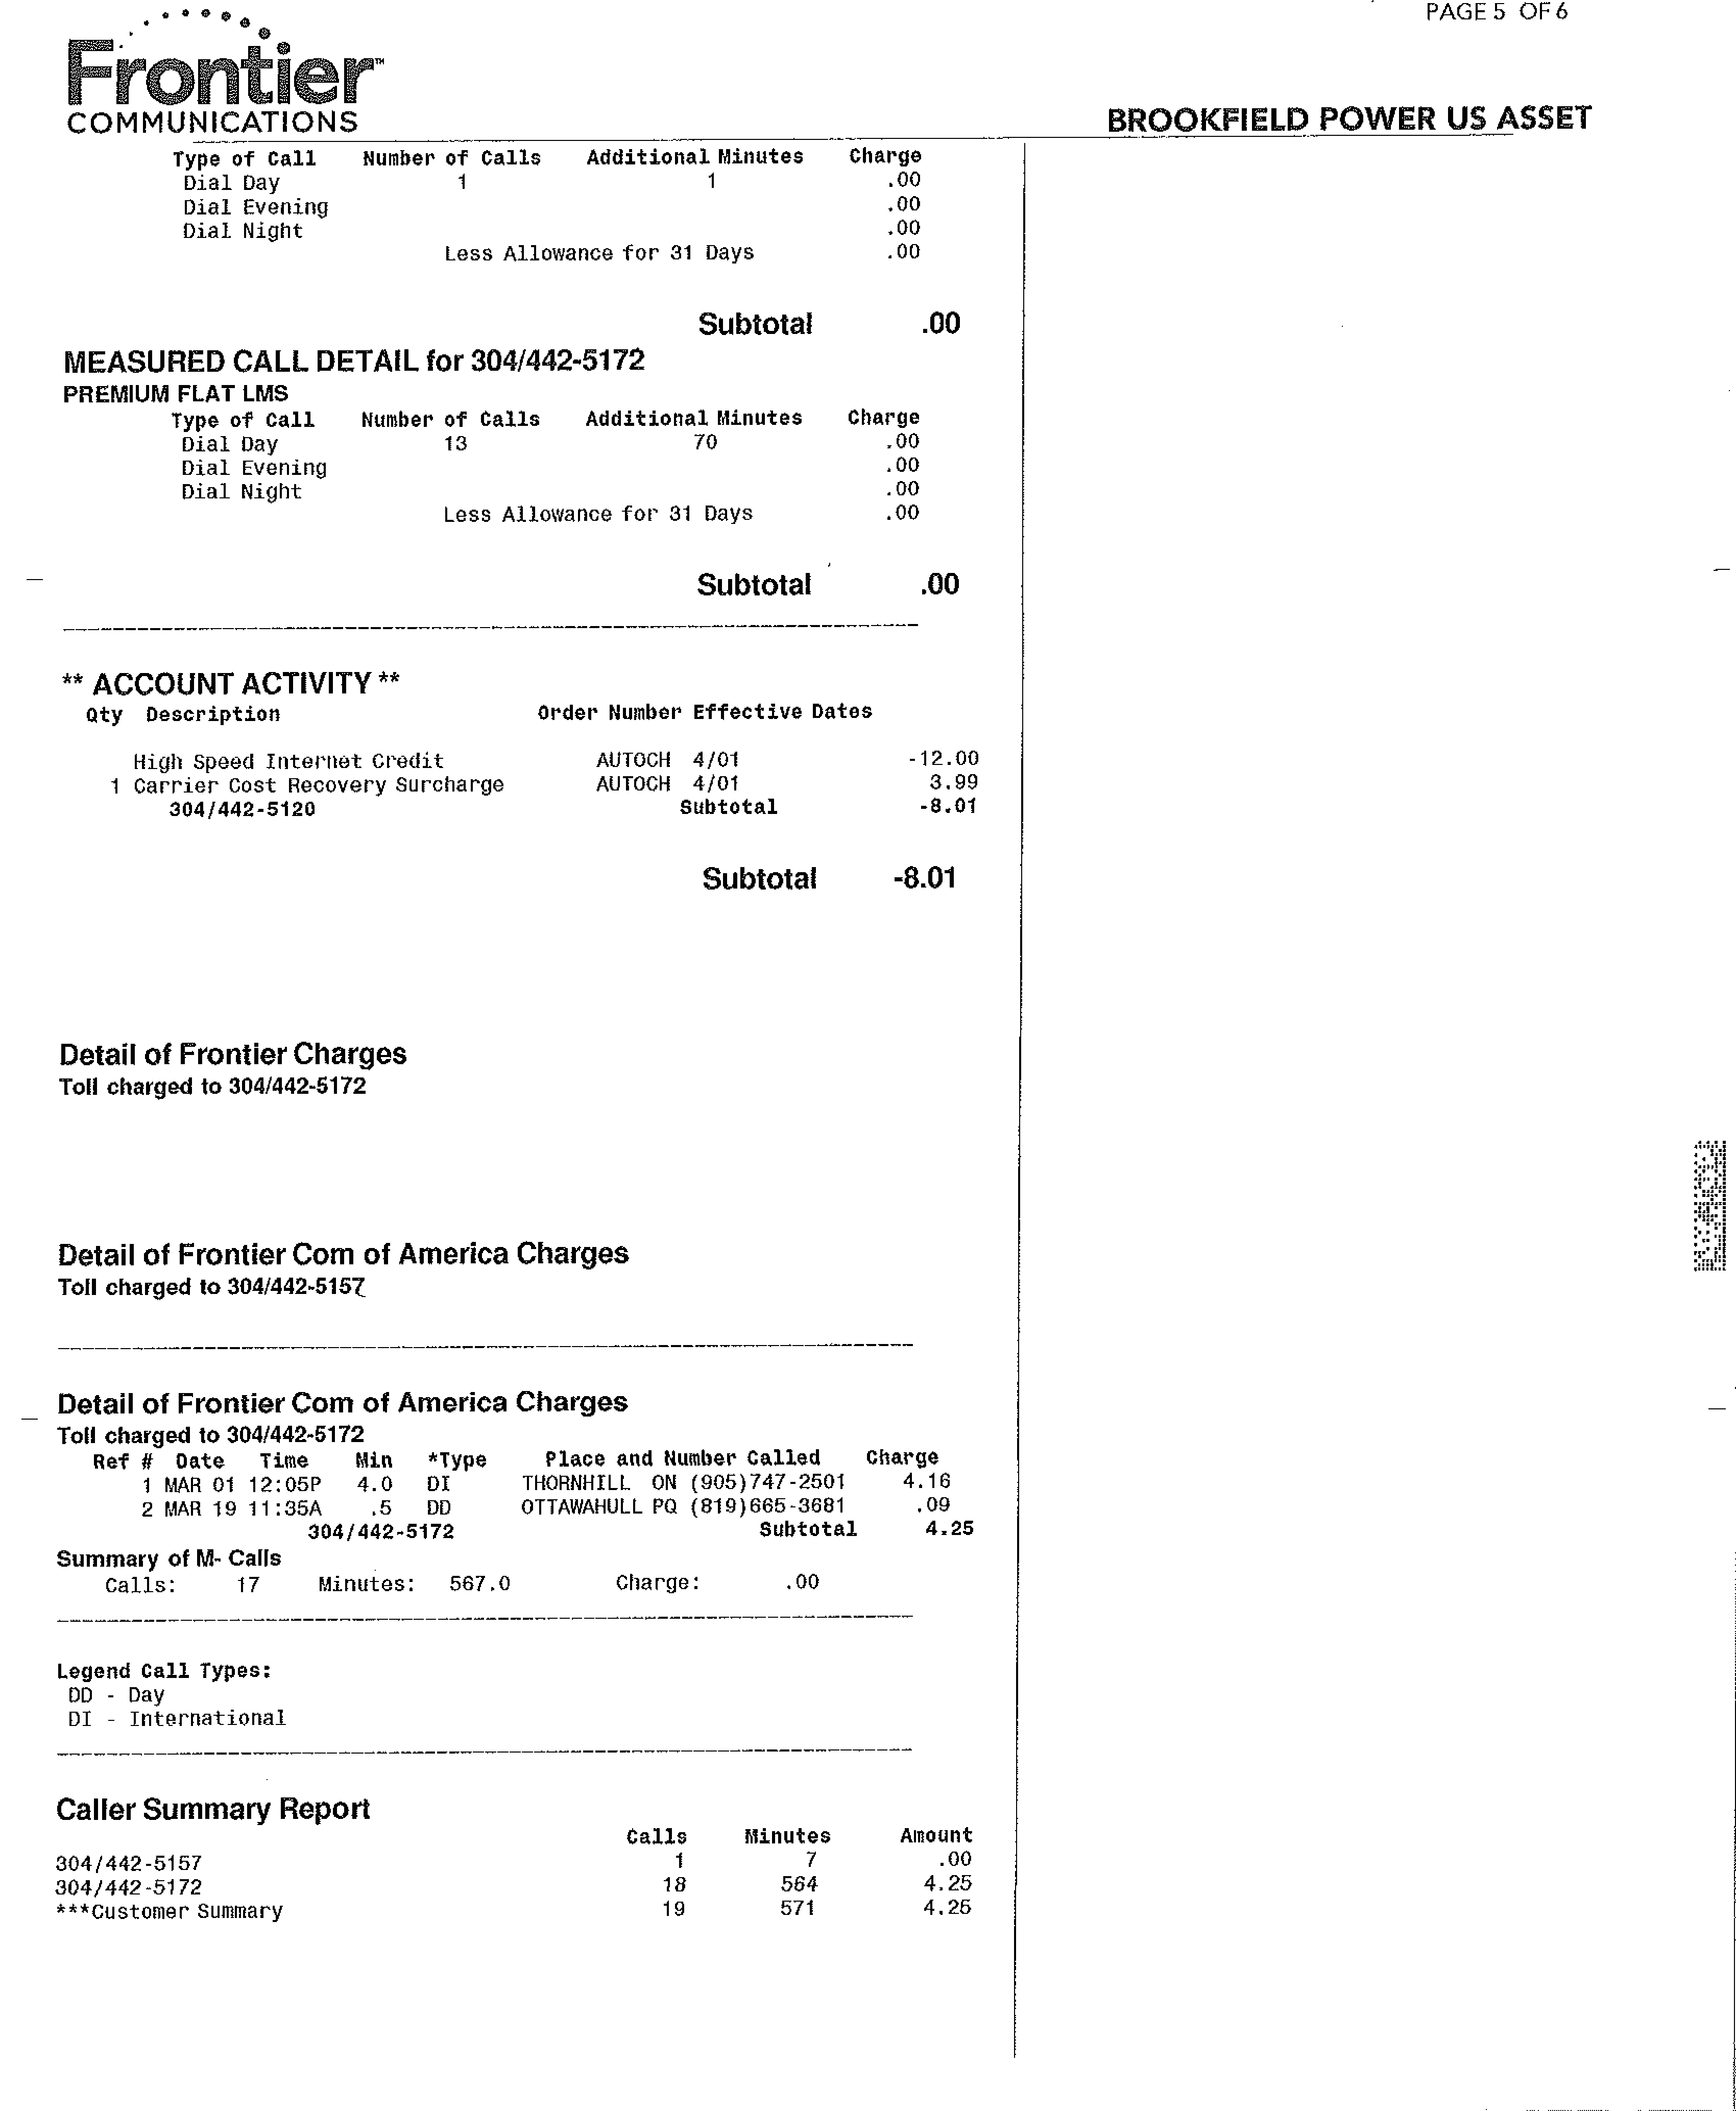 PAGE 5 OF 6
Frontier™
COMMUNICATIONS
BROOKFIELD POWER US ASSET
Type of Call Number of Calls Additional Minutes Charge
Dial Day 1 1 .00
Dial Evening .00
Dial Night .00
Less Allowance for 31 Days .00
Subtotal .00
MEASURED CALL DETAIL for 304/442-5172
PREMIUM FLAT LMS
Type of Call Number of Calls Additional Minutes Charge
Dial Day 13 70 .00
Dial Evening .00
Dial Night .00
Less Allowance for 31 Days .00
Subtotal .00
** ACCOUNT ACTIVITY **
Qty Description Order Number Effective Dates
High Speed Internet Credit AUTOCH 4/01 -12.00
1 Carrier Cost Recovery Surcharge AUTOCH 4/01 3.99
304/442-5120 Subtotal -8.01
Subtotal -8.01
Detail of Frontier Charges
Toll charged to 304/442-5172
Detail of Frontier Com of America Charges
Toll charged to 304/442-5157
Detail of Frontier Com of America Charges
Toll charged to 304/442-5172
Ref # Date Time Min *Type Place and Number Called Charge
1 MAR 01 12:05P 4.0 DI THORNHILL ON (905)747-2501 4.16
2 MAR 19 11:35A .5 DD OTTAWAHULL PQ (819)665-3681 .09
304/442-5172 Subtotal 4.25
Summary of M- Calls
Calls: 17 Minutes: 567.0 Charge: .00
Legend Call Types:
DD - Day
DI - International
Caller Summary Report
Calls Minutes Amount
304/442-5157 1 7 .00
304/442-5172 18 564 4.25
***Customer Summary 19 571 4.25